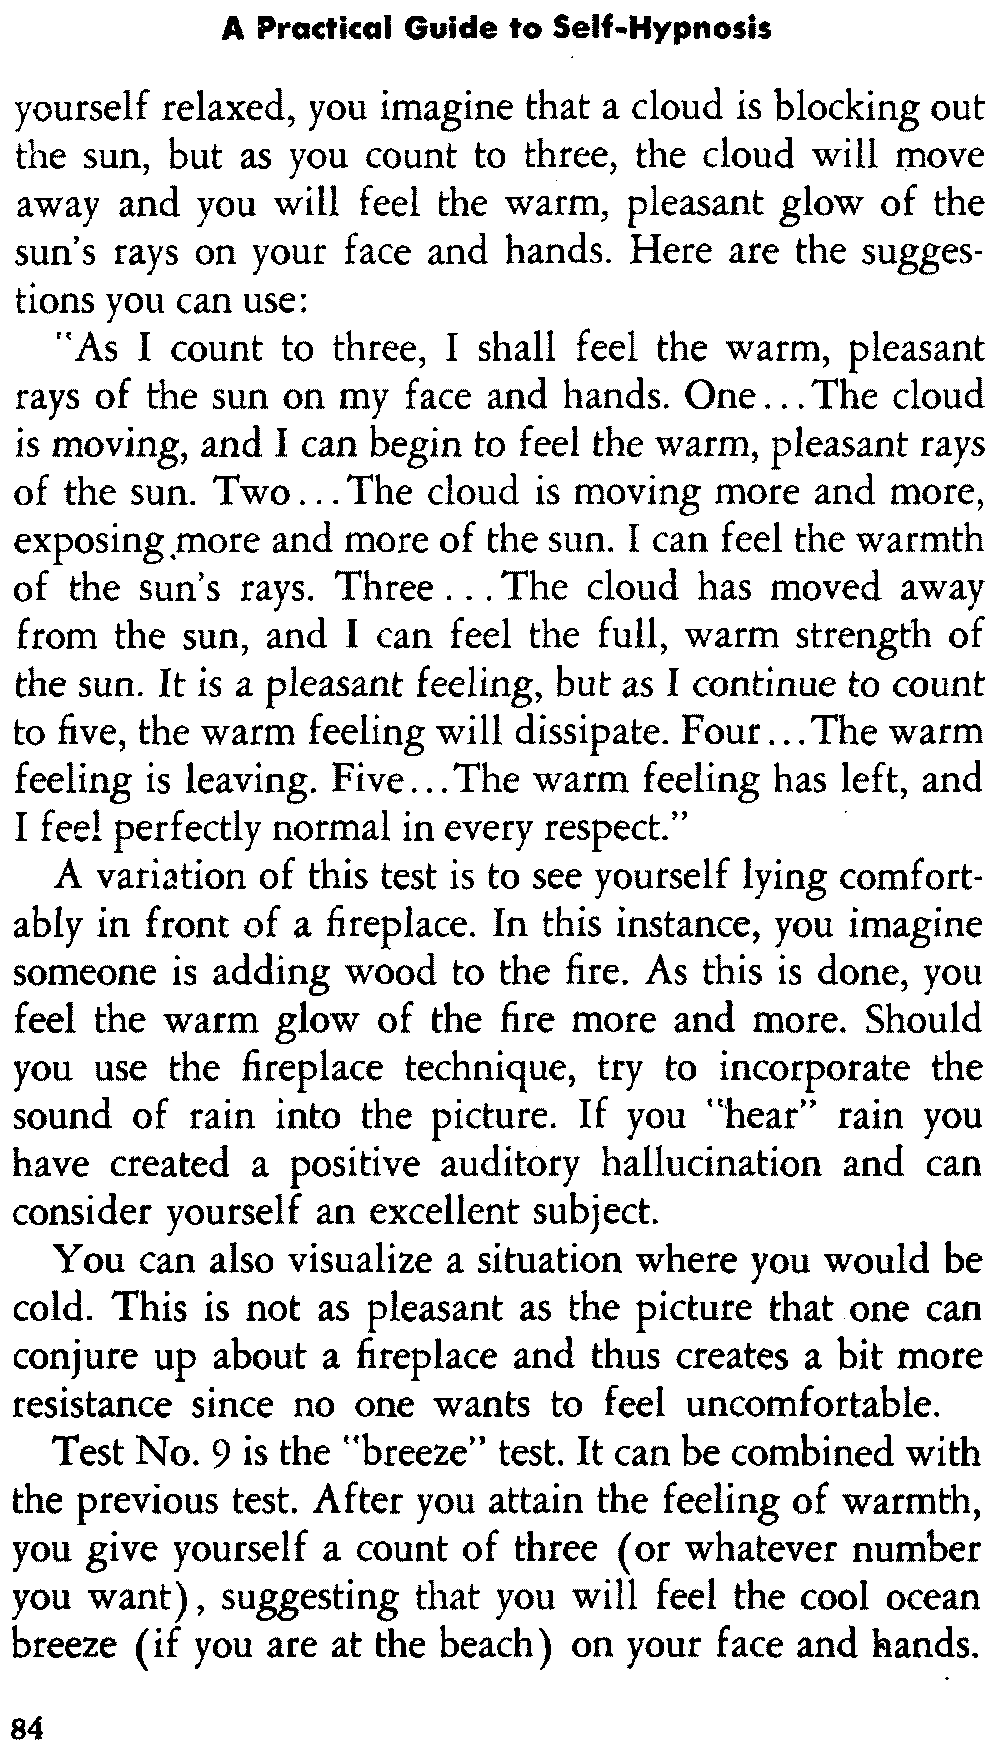 A Practical Guide to Self-Hypnosis
yourself relaxed, you imagine that a cloud is blocking out
the sun, but as you count to three, the cloud will move
away and you will feel the warm, pleasant glow of the
sun's rays on your face and hands. Here are the sugges-
tions you can use:
"As I count to three, I shall feel the warm, pleasant
rays of the sun on my face and hands. One...The cloud
is moving, and I can begin to feel the warm, pleasant rays
of the sun. Two...The cloud is moving more and more,
exposing more and more of the sun. I can feel the warmth
of the sun's rays. Three...The cloud has moved away
from the sun, and I can feel the full, warm strength of
the sun. It is a pleasant feeling, but as I continue to count
to five, the warm feeling will dissipate. Four...The warm
feeling is leaving. Five...The warm feeling has left, and
I feel perfectly normal in every respect."
A variation of this test is to see yourself lying comfort-
ably in front of a fireplace. In this instance, you imagine
someone is adding wood to the fire. As this is done, you
feel the warm glow of the fire more and more. Should
you use the fireplace technique, try to incorporate the
sound of rain into the picture. If you "hear" rain you
have created a positive auditory hallucination and can
consider yourself an excellent subject.
You can also visualize a situation where you would be
cold. This is not as pleasant as the picture that one can
conjure up about a fireplace and thus creates a bit more
resistance since no one wants to feel uncomfortable.
Test No. 9 is the "breeze" test. It can be combined with
the previous test. After you attain the feeling of warmth,
you give yourself a count of three (or whatever number
you want), suggesting that you will feel the cool ocean
breeze (if you are at the beach) on your face and hands.
84